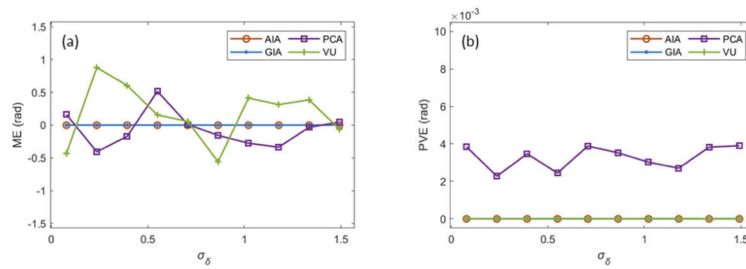 (a)
AIA PCA
GIA VU
ME (rad)
1.5
1
0.5
0
-0.5
-1
-1.5
0 0.5 1 1.5
σδ
(b)
×10⁻³
AIA PCA
GIA VU
PVE (rad)
10
8
6
4
2
0
0 0.5 1 1.5
σδ